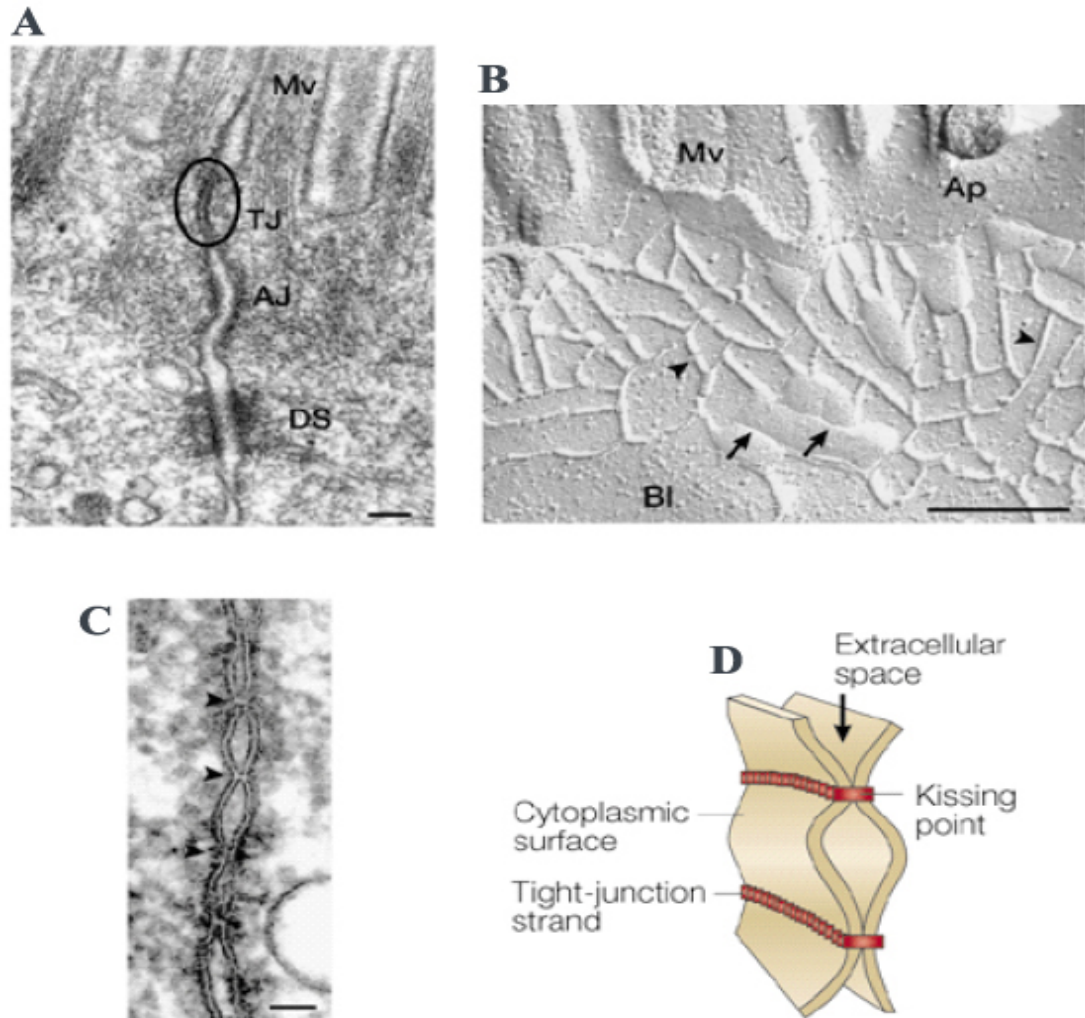 A
Mv
TJ
AJ
DS
B
Mv
Ap
Bl
C
D
Extracellular
space
Cytoplasmic
surface
Kissing
point
Tight-junction
strand